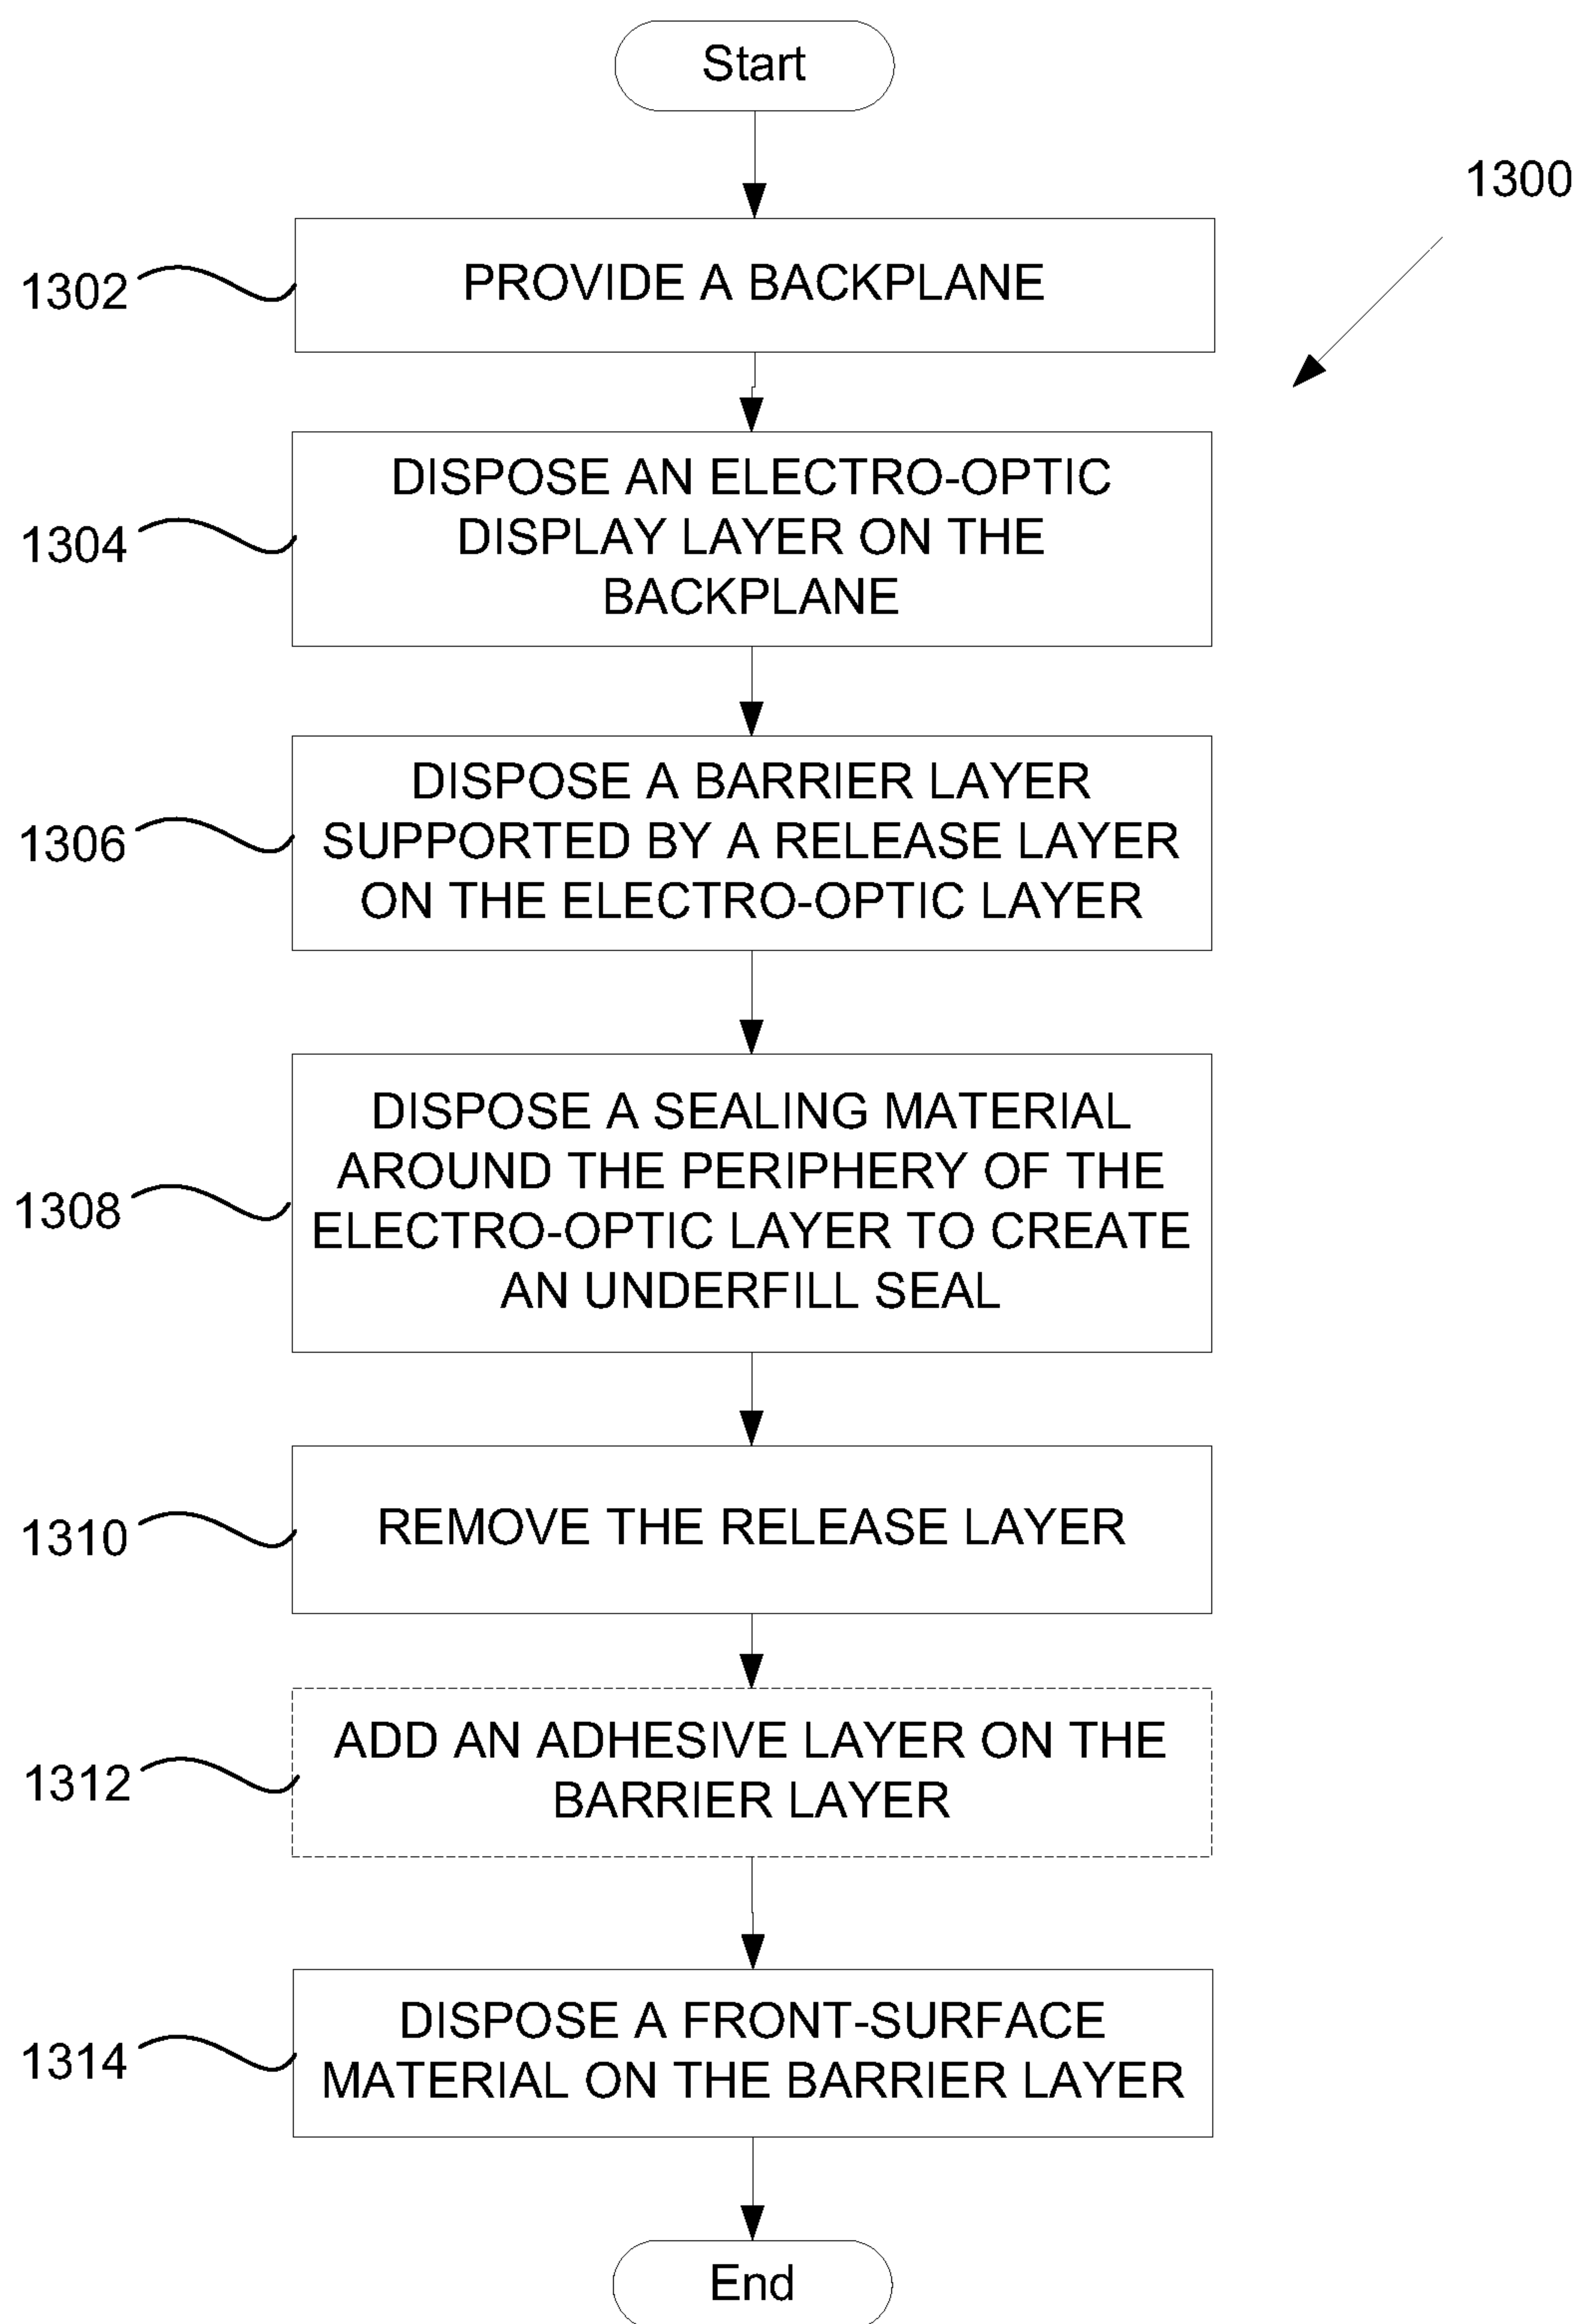 Start
1300
1302
PROVIDE A BACKPLANE
1304
DISPOSE AN ELECTRO-OPTIC
DISPLAY LAYER ON THE
BACKPLANE
1306
DISPOSE A BARRIER LAYER
SUPPORTED BY A RELEASE LAYER
ON THE ELECTRO-OPTIC LAYER
1308
DISPOSE A SEALING MATERIAL
AROUND THE PERIPHERY OF THE
ELECTRO-OPTIC LAYER TO CREATE
AN UNDERFILL SEAL
1310
REMOVE THE RELEASE LAYER
1312
ADD AN ADHESIVE LAYER ON THE
BARRIER LAYER
1314
DISPOSE A FRONT-SURFACE
MATERIAL ON THE BARRIER LAYER
End